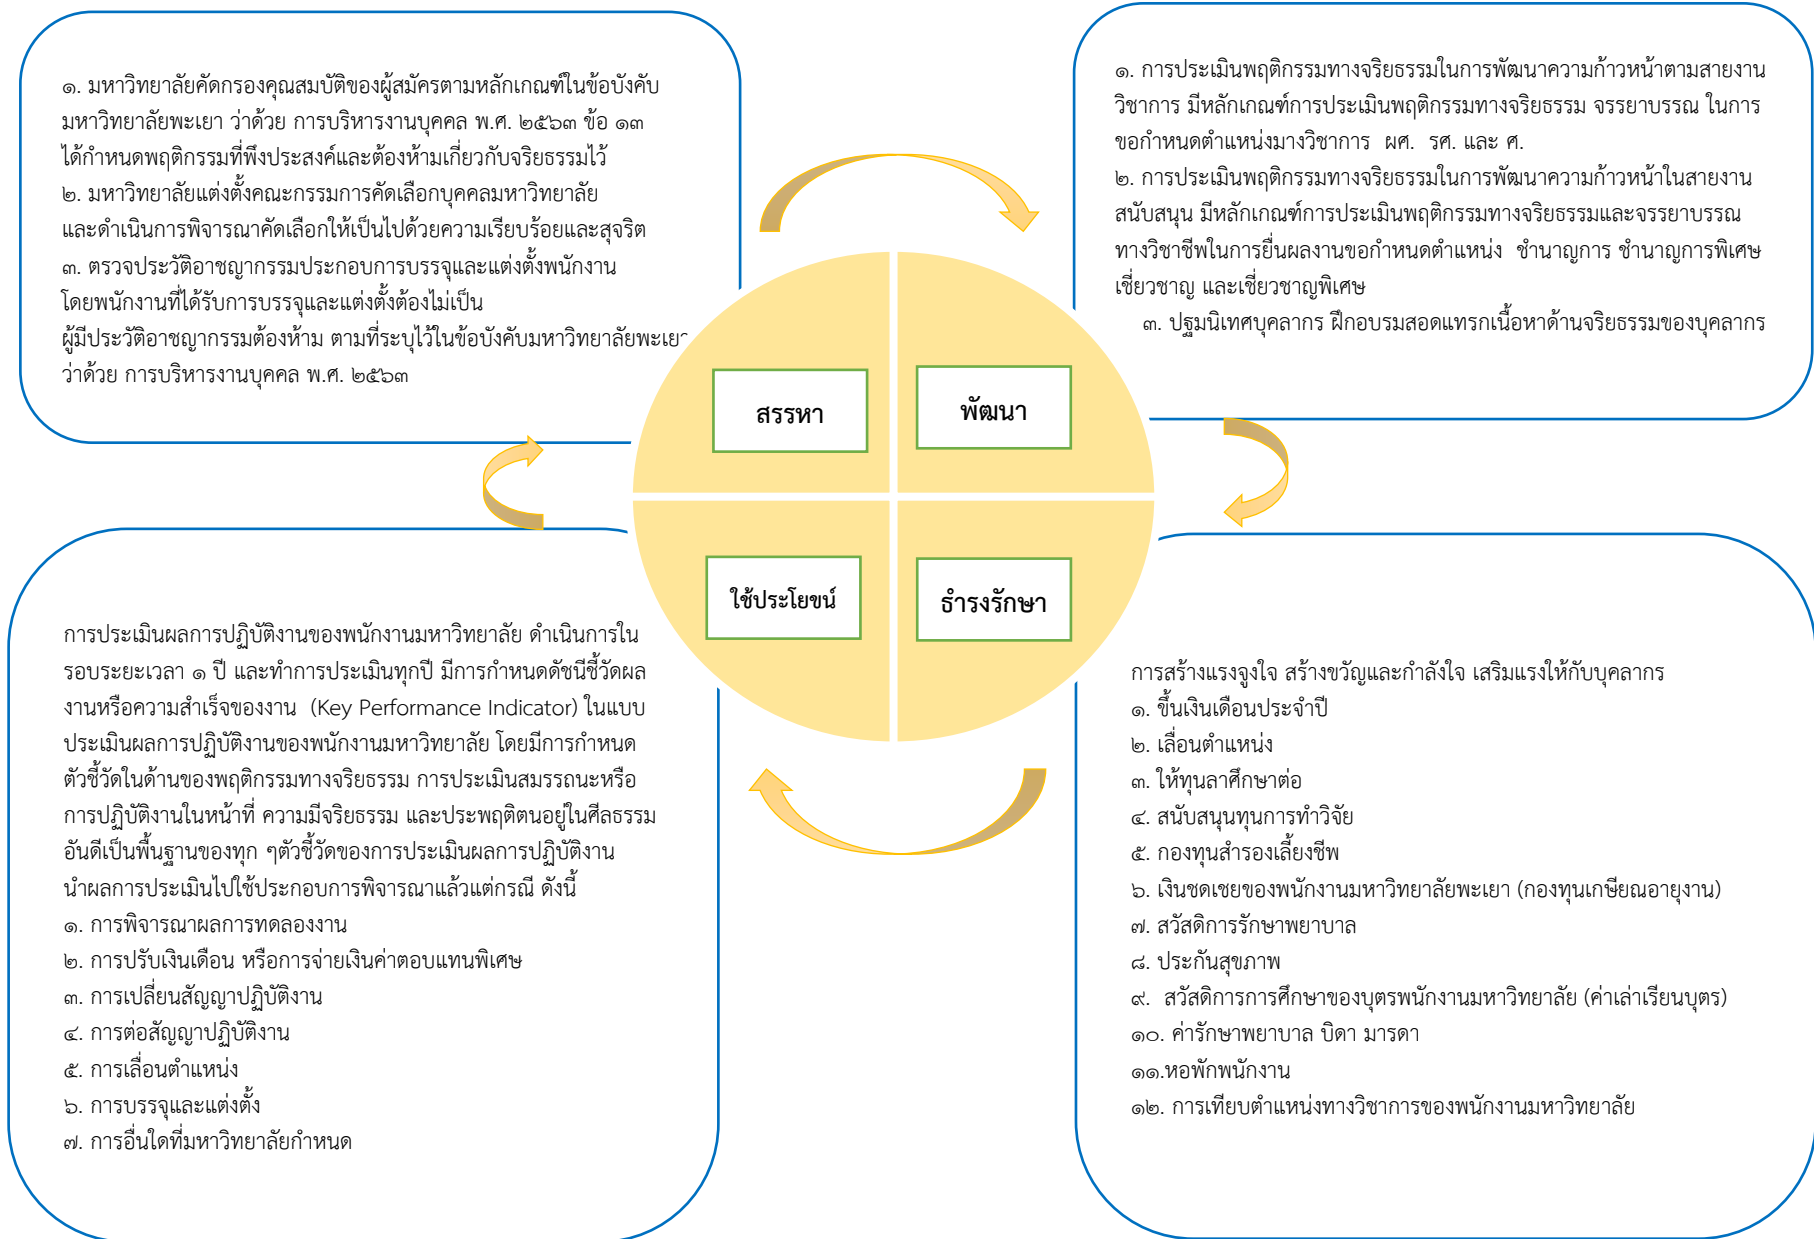 ๑. มหาวิทยาลัยคัดกรองคุณสมบัติของผู้สมัครตามหลักเกณฑ์ในข้อบังคับ
มหาวิทยาลัยพะเยา ว่าด้วย การบริหารงานบุคคล พ.ศ. ๒๕๖๓ ข้อ ๑๓
ได้กำหนดพฤติกรรมที่พึงประสงค์และต้องห้ามเกี่ยวกับจริยธรรมไว้
๒. มหาวิทยาลัยแต่งตั้งคณะกรรมการคัดเลือกบุคคลมหาวิทยาลัย
และดำเนินการพิจารณาคัดเลือกให้เป็นไปด้วยความเรียบร้อยและสุจริต
๓. ตรวจประวัติอาชญากรรมประกอบการบรรจุและแต่งตั้งพนักงาน
โดยพนักงานที่ได้รับการบรรจุและแต่งตั้งต้องไม่เป็น
ผู้มีประวัติอาชญากรรมต้องห้าม ตามที่ระบุไว้ในข้อบังคับมหาวิทยาลัยพะเยา
ว่าด้วย การบริหารงานบุคคล พ.ศ. ๒๕๖๓
๑. การประเมินพฤติกรรมทางจริยธรรมในการพัฒนาความก้าวหน้าตามสายงาน
วิชาการ มีหลักเกณฑ์การประเมินพฤติกรรมทางจริยธรรม จรรยาบรรณ ในการ
ขอกำหนดตำแหน่งมางวิชาการ ผศ. รศ. และ ศ.
๒. การประเมินพฤติกรรมทางจริยธรรมในการพัฒนาความก้าวหน้าในสายงาน
สนับสนุน มีหลักเกณฑ์การประเมินพฤติกรรมทางจริยธรรมและจรรยาบรรณ
ทางวิชาชีพในการยื่นผลงานขอกำหนดตำแหน่ง ชำนาญการ ชำนาญการพิเศษ
เชี่ยวชาญ และเชี่ยวชาญพิเศษ
๓. ปฐมนิเทศบุคลากร ฝึกอบรมสอดแทรกเนื้อหาด้านจริยธรรมของบุคลากร
สรรหา
พัฒนา
ใช้ประโยขน์
ธำรงรักษา
การประเมินผลการปฏิบัติงานของพนักงานมหาวิทยาลัย ดำเนินการใน
รอบระยะเวลา ๑ ปี และทำการประเมินทุกปี มีการกำหนดดัชนีชี้วัดผล
งานหรือความสำเร็จของงาน (Key Performance Indicator) ในแบบ
ประเมินผลการปฏิบัติงานของพนักงานมหาวิทยาลัย โดยมีการกำหนด
ตัวชี้วัดในด้านของพฤติกรรมทางจริยธรรม การประเมินสมรรถนะหรือ
การปฏิบัติงานในหน้าที่ ความมีจริยธรรม และประพฤติตนอยู่ในศีลธรรม
อันดีเป็นพื้นฐานของทุก ๆตัวชี้วัดของการประเมินผลการปฏิบัติงาน
นำผลการประเมินไปใช้ประกอบการพิจารณาแล้วแต่กรณี ดังนี้
๑. การพิจารณาผลการทดลองงาน
๒. การปรับเงินเดือน หรือการจ่ายเงินค่าตอบแทนพิเศษ
๓. การเปลี่ยนสัญญาปฏิบัติงาน
๔. การต่อสัญญาปฏิบัติงาน
๕. การเลื่อนตำแหน่ง
๖. การบรรจุและแต่งตั้ง
๗. การอื่นใดที่มหาวิทยาลัยกำหนด
การสร้างแรงจูงใจ สร้างขวัญและกำลังใจ เสริมแรงให้กับบุคลากร
๑. ขึ้นเงินเดือนประจำปี
๒. เลื่อนตำแหน่ง
๓. ให้ทุนลาศึกษาต่อ
๔. สนับสนุนทุนการทำวิจัย
๕. กองทุนสำรองเลี้ยงชีพ
๖. เงินชดเชยของพนักงานมหาวิทยาลัยพะเยา (กองทุนเกษียณอายุงาน)
๗. สวัสดิการรักษาพยาบาล
๘. ประกันสุขภาพ
๙. สวัสดิการการศึกษาของบุตรพนักงานมหาวิทยาลัย (ค่าเล่าเรียนบุตร)
๑๐. ค่ารักษาพยาบาล บิดา มารดา
๑๑.หอพักพนักงาน
๑๒. การเทียบตำแหน่งทางวิชาการของพนักงานมหาวิทยาลัย